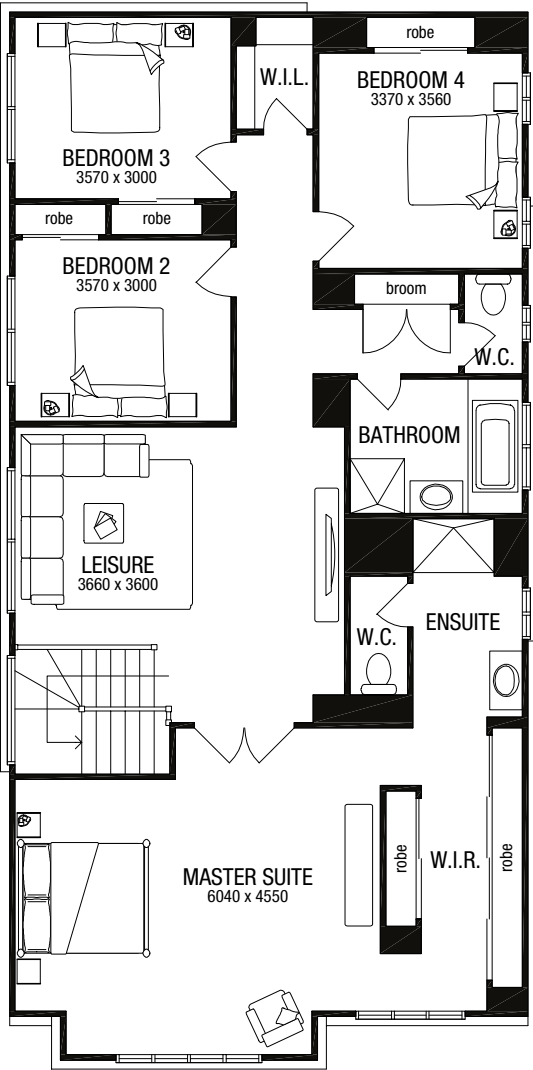 robe
W.I.L.
BEDROOM 4
3370 x 3560
BEDROOM 3
3570 x 3000
robe
robe
BEDROOM 2
3570 x 3000
broom
W.C.
BATHROOM
LEISURE
3660 x 3600
W.C.
ENSUITE
robe
W.I.R.
robe
MASTER SUITE
6040 x 4550